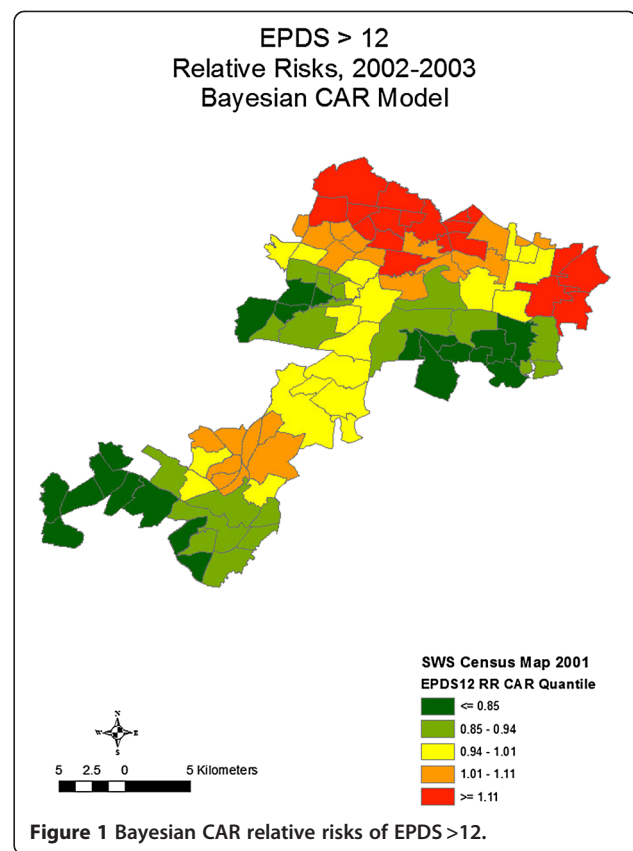 EPDS > 12
Relative Risks, 2002-2003
Bayesian CAR Model
SWS Census Map 2001
EPDS12 RR CAR Quantile
<= 0.85
0.85 - 0.94
0.94 - 1.01
1.01 - 1.11
>= 1.11
N
W E
S
5 2.5 0 5 Kilometers
Figure 1 Bayesian CAR relative risks of EPDS >12.